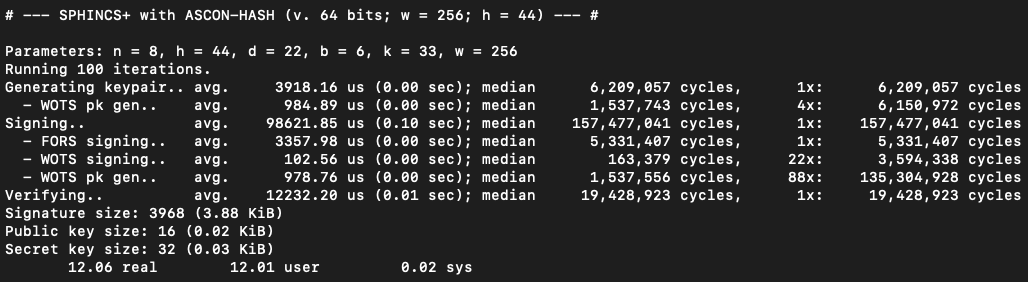 # --- SPHINCS+ with ASCON-HASH (v. 64 bits; w = 256; h = 44) --- #
Parameters: n = 8, h = 44, d = 22, b = 6, k = 33, w = 256
Running 100 iterations.
Generating keypair.. avg. 3918.16 us (0.00 sec); median 6,209,057 cycles, 1x: 6,209,057 cycles
- WOTS pk gen.. avg. 984.89 us (0.00 sec); median 1,537,743 cycles, 4x: 6,150,972 cycles
Signing.. avg. 98621.85 us (0.10 sec); median 157,477,041 cycles, 1x: 157,477,041 cycles
- FORS signing.. avg. 3357.98 us (0.00 sec); median 5,331,407 cycles, 1x: 5,331,407 cycles
- WOTS signing.. avg. 102.56 us (0.00 sec); median 163,379 cycles, 22x: 3,594,338 cycles
- WOTS pk gen.. avg. 978.76 us (0.00 sec); median 1,537,556 cycles, 88x: 135,304,928 cycles
Verifying.. avg. 12232.20 us (0.01 sec); median 19,428,923 cycles, 1x: 19,428,923 cycles
Signature size: 3968 (3.88 KiB)
Public key size: 16 (0.02 KiB)
Secret key size: 32 (0.03 KiB)
12.06 real 12.01 user 0.02 sys